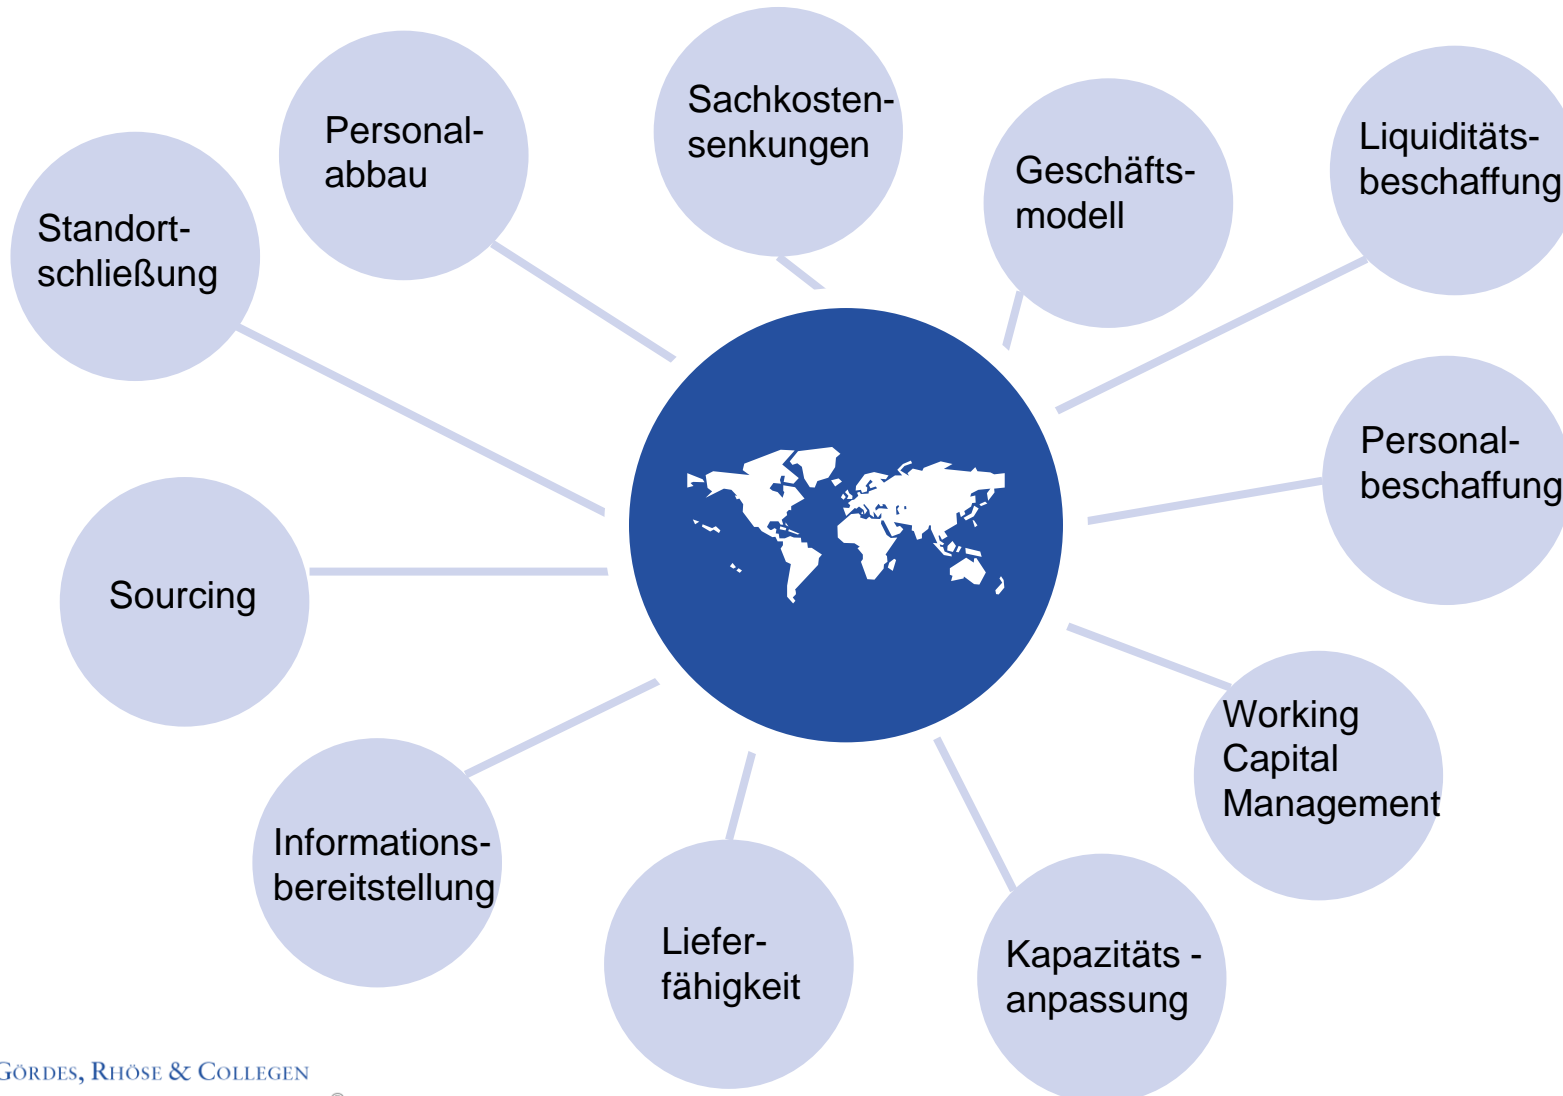 Sachkosten-
senkungen
Personal-
abbau
Liquiditäts-
beschaffung
Geschäfts-
modell
Standort-
schließung
Personal-
beschaffung
Sourcing
Working
Capital
Management
Informations-
bereitstellung
Liefer-
fähigkeit
Kapazitäts -
anpassung
GÖRDES, RHÖSE & COLLEGEN
®